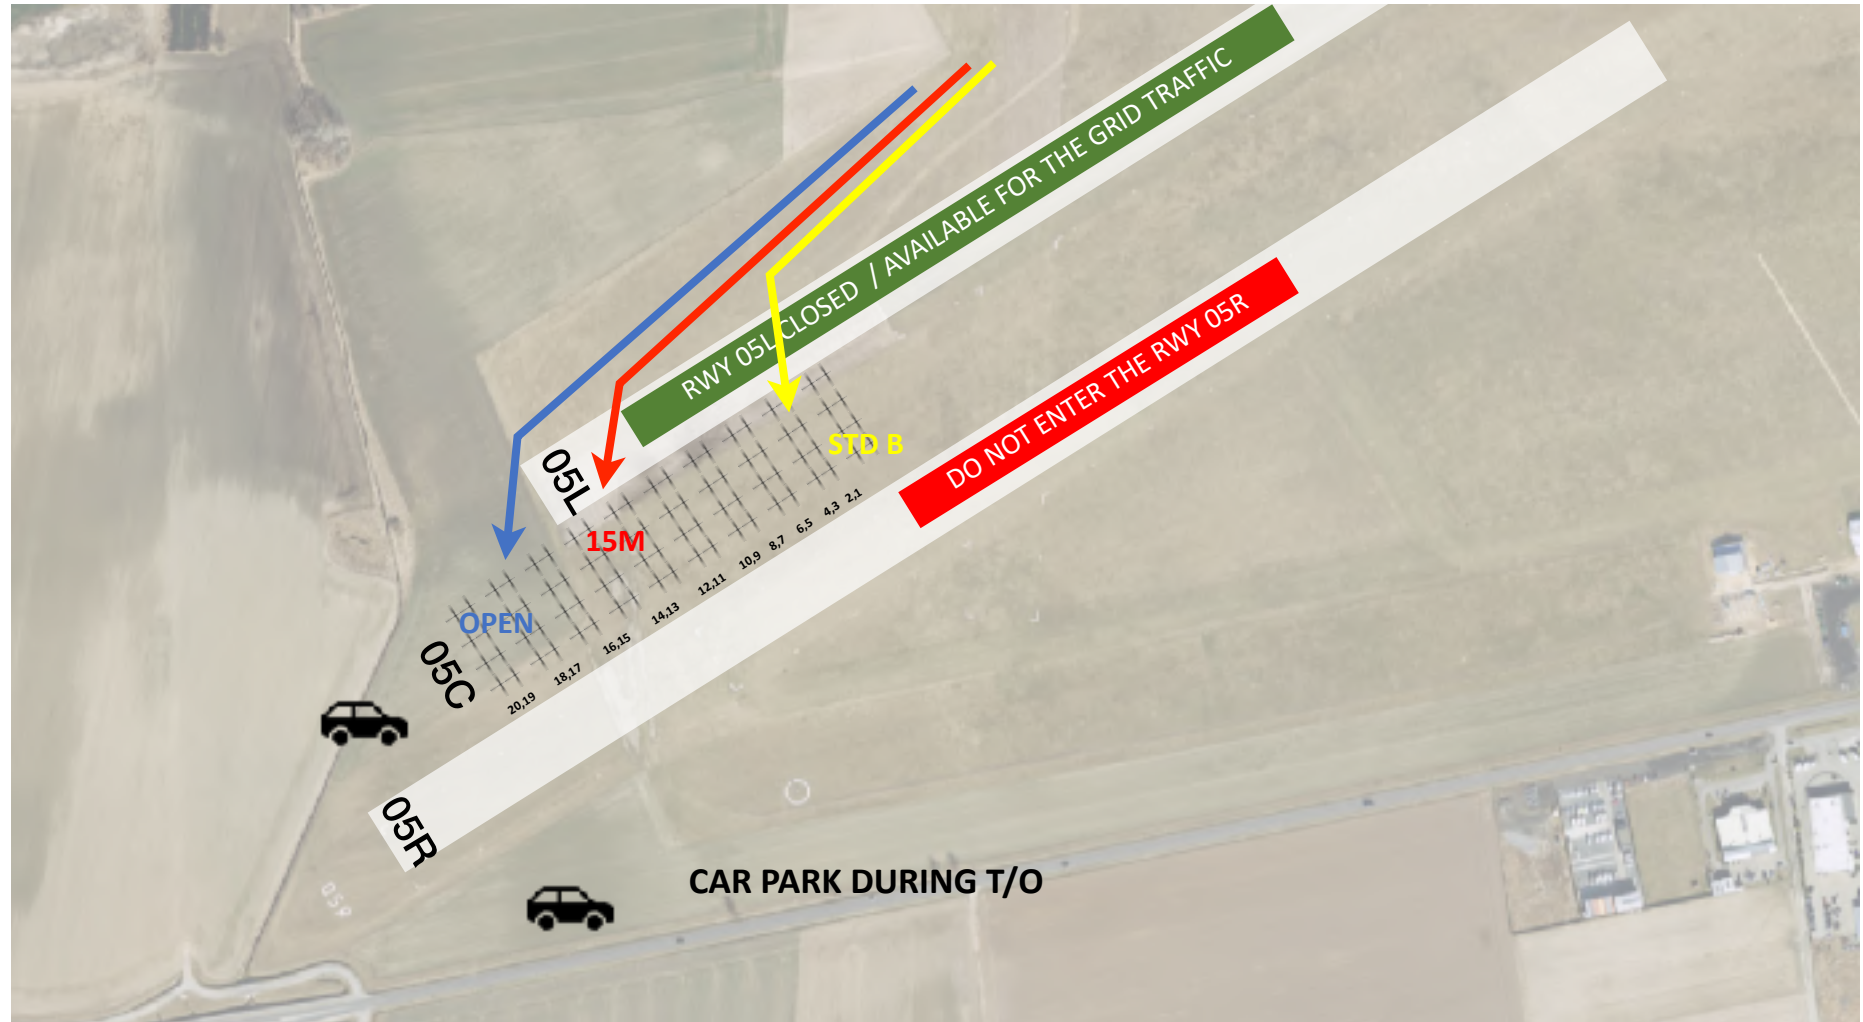 RWY 05L CLOSED / AVAILABLE FOR THE GRID TRAFFIC
DO NOT ENTER THE RWY 05R
05L
STD B
15M
OPEN
05C
2,1
4,3
6,5
8,7
10,9
12,11
14,13
16,15
18,17
20,19
05R
059
CAR PARK DURING T/O